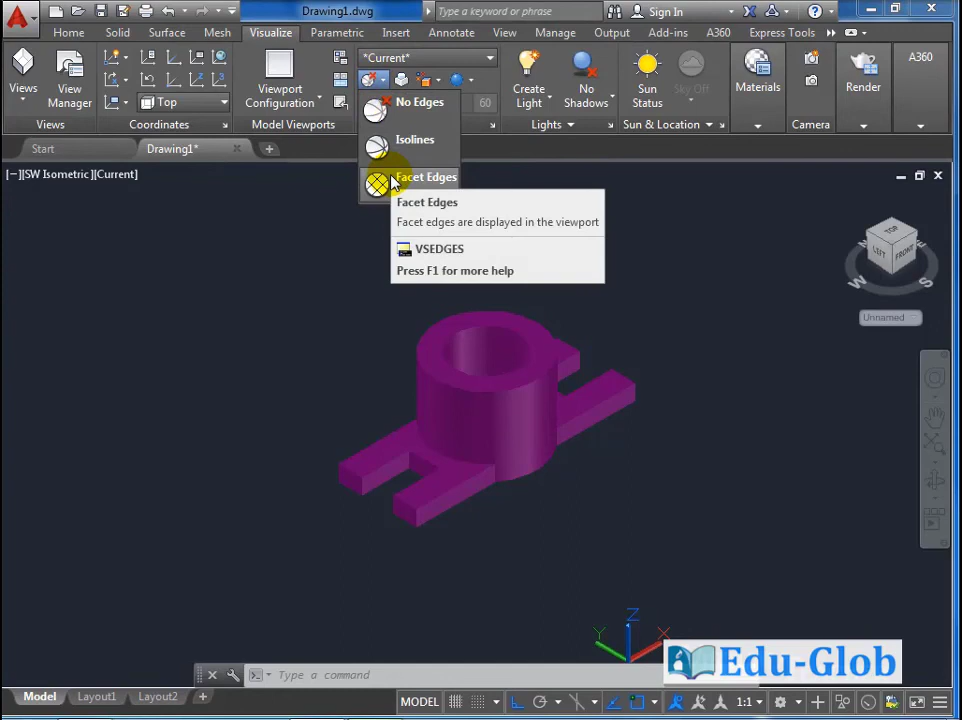 Drawing1.dwg
Type a keyword or phrase
Sign In
Home
Solid
Surface
Mesh
Visualize
Parametric
Insert
Annotate
View
Manage
Output
Add-ins
A360
Express Tools
Views
View
Manager
Views
Top
Coordinates
Viewport
Configuration
Model Viewports
*Current*
60
No Edges
Isolines
Facet Edges
Create
Light
No
Shadows
Lights
Sun
Status
Sky Off
Sun & Location
Materials
Camera
Render
A360
Start
Drawing1*
[−]SW Isometric][Current]
Facet Edges
Facet edges are displayed in the viewport
VSEDGES
Press F1 for more help
TOP
LEFT
FRONT
W
S
Unnamed
Z
Y
X
Edu-Glob
Type a command
Model
Layout1
Layout2
MODEL
1:1